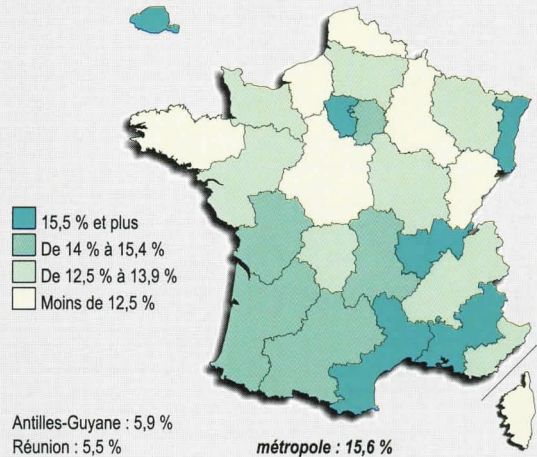 15,5 % et plus
De 14 % à 15,4 %
De 12,5 % à 13,9 %
Moins de 12,5 %
Antilles-Guyane : 5,9 %
Réunion : 5,5 %
métropole : 15,6 %